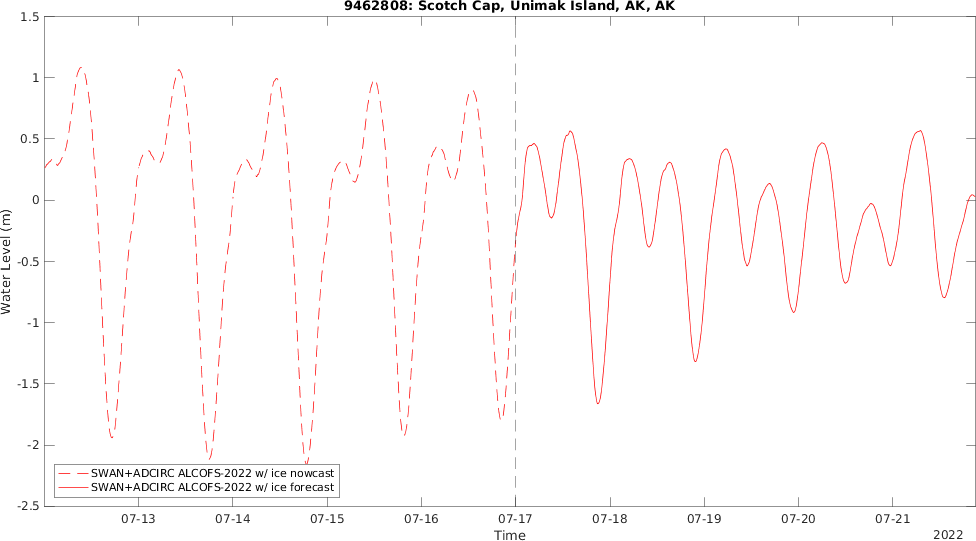 9462808: Scotch Cap, Unimak Island, AK, AK
1.5
1
0.5
0
-0.5
-1
-1.5
-2
-2.5
Water Level (m)
SWAN+ADCIRC ALCOFS-2022 w/ ice nowcast
SWAN+ADCIRC ALCOFS-2022 w/ ice forecast
07-13 07-14 07-15 07-16 07-17 07-18 07-19 07-20 07-21
Time
2022